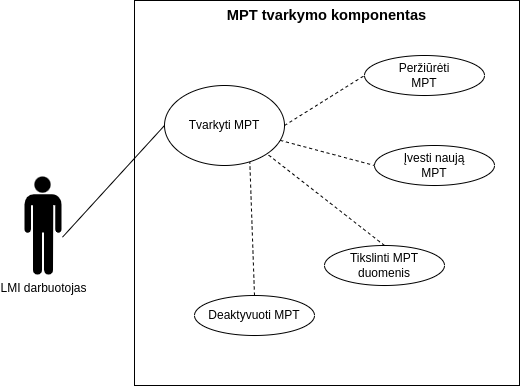 MPT tvarkymo komponentas
Peržiūrėti
MPT
Tvarkyti MPT
Įvesti naują
MPT
Tikslinti MPT
duomenis
LMI darbuotojas
Deaktyvuoti MPT